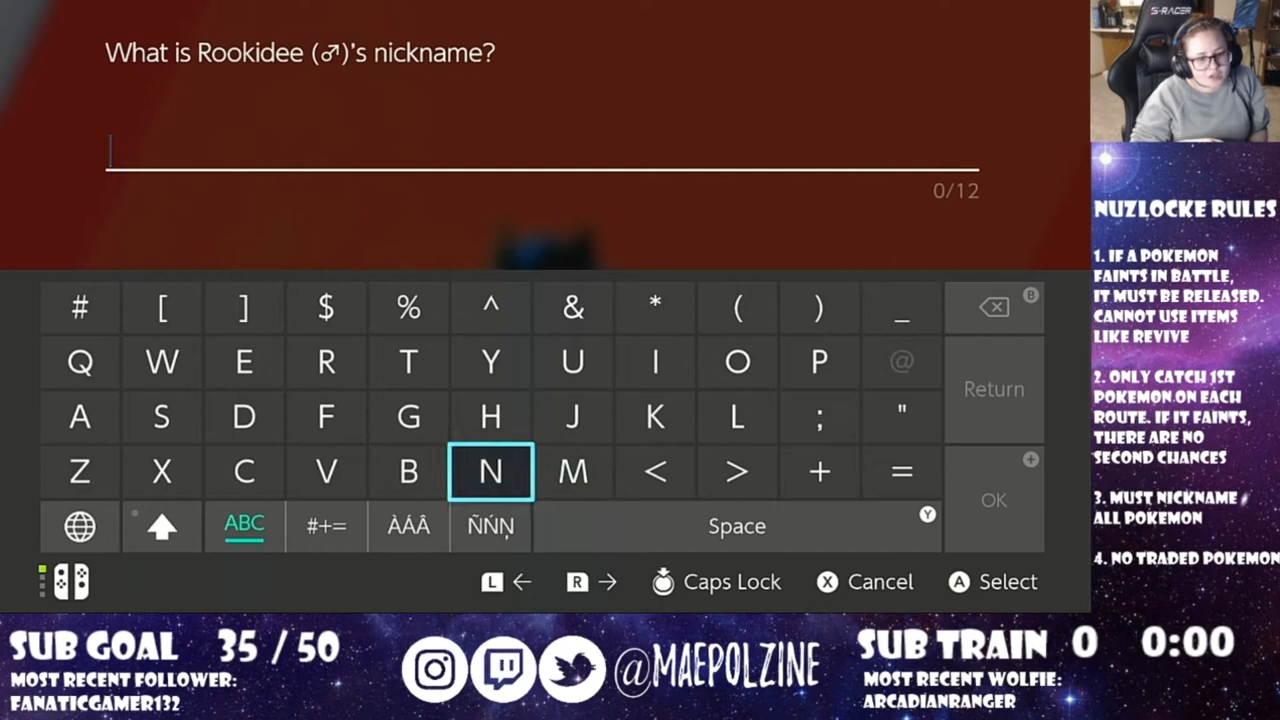 What is Rookidee (♂)'s nickname?
0/12
# [ ] $ % ^ & * ( ) _ B
Q W E R T Y U I O P @
Return
A S D F G H J K L ; "
Z X C V B N M < > + = +
OK
ABC #+= ÀÁÂ ÑŃŅ Space Y
L ← R → Caps Lock X Cancel A Select
S-RACER
NUZLOCKE RULES
1. IF A POKEMON
FAINTS IN BATTLE,
IT MUST BE RELEASED.
CANNOT USE ITEMS
LIKE REVIVE
2. ONLY CATCH 1ST
POKEMON ON EACH
ROUTE. IF IT FAINTS,
THERE ARE NO
SECOND CHANCES
3. MUST NICKNAME
ALL POKEMON
4. NO TRADED POKEMON
SUB GOAL 35 / 50
MOST RECENT FOLLOWER:
FANATICGAMER132
@MAEPOLZINE
SUB TRAIN 0 0:00
MOST RECENT WOLFIE:
ARCADIANRANGER